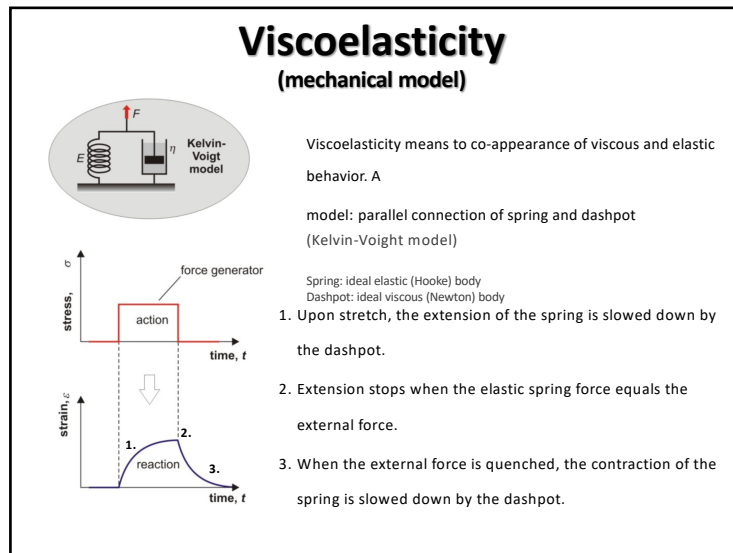 Viscoelasticity
(mechanical model)
F
E
η
Kelvin-
Voigt
model
Viscoelasticity means to co-appearance of viscous and elastic
behavior. A
model: parallel connection of spring and dashpot
(Kelvin-Voight model)
Spring: ideal elastic (Hooke) body
Dashpot: ideal viscous (Newton) body
1. Upon stretch, the extension of the spring is slowed down by
the dashpot.
2. Extension stops when the elastic spring force equals the
external force.
3. When the external force is quenched, the contraction of the
spring is slowed down by the dashpot.
stress, σ
force generator
action
time, t
strain, ε
1.
2.
reaction
3.
time, t